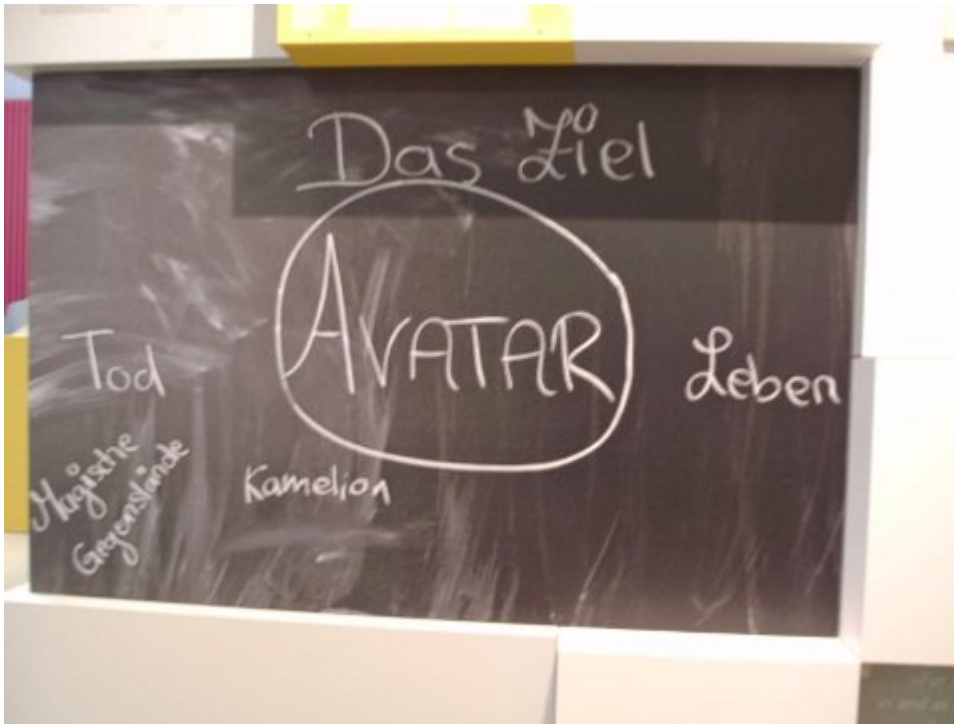 Das Ziel
AVATAR
Tod
Leben
Magische
Gegenstände
Kamelion